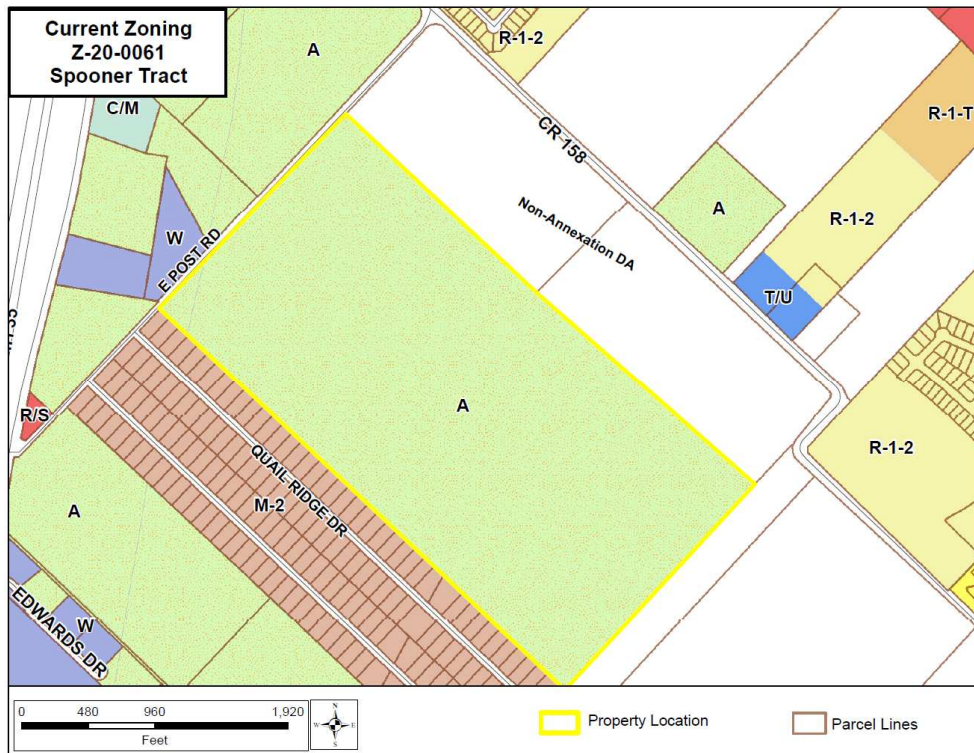 Current Zoning
Z-20-0061
Spooner Tract
A
R-1-2
C/M
CR 158
R-1-T
Non-Annexation DA
A
R-1-2
W
E POST RD
T/U
A
R/S
R-1-2
QUAIL RIDGE DR
M-2
A
W
EDWARDS DR
0 480 960 1,920
Feet
N
W E
S
Property Location
Parcel Lines